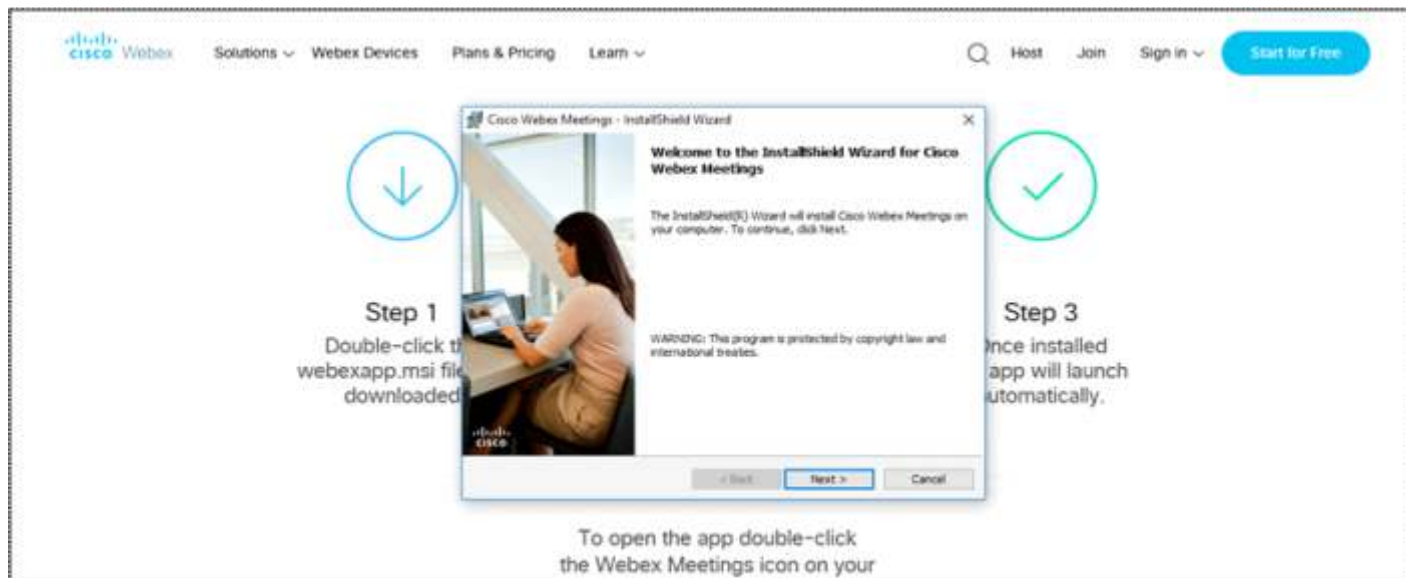 cisco Webex Solutions Webex Devices Plans & Pricing Learn Host Join Sign in Start for Free
Cisco Webex Meetings - InstallShield Wizard
Welcome to the InstallShield Wizard for Cisco
Webex Meetings
The InstallShield(R) Wizard will install Cisco Webex Meetings on
your computer. To continue, click Next.
WARNING: This program is protected by copyright law and
international treaties.
cisco
< Back Next > Cancel
Step 1
Double-click
webexapp.msi
downloaded
Step 3
installed
app will launch
To open the app double-click
the Webex Meetings icon on your